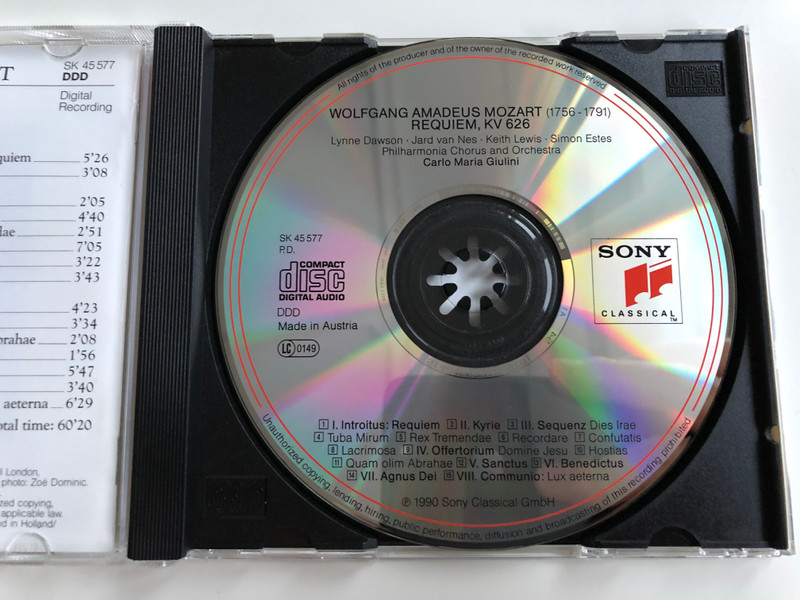 T
SK 45 577
DDD
Digital
Recording
5'26
3'08
2'05
4'40
2'51
7'05
3'22
3'43
4'23
3'34
2'08
1'56
5'47
3'40
aeterna 6'29
time: 60'20
London,
photo: Zoë Dominic.
copying,
applicable law.
in Holland/
All rights of the producer and of the owner of the recorded work reserved
WOLFGANG AMADEUS MOZART (1756-1791)
REQUIEM, KV 626
Lynne Dawson · Jard van Nes · Keith Lewis · Simon Estes
Philharmonia Chorus and Orchestra
Carlo Maria Giulini
SK 45 577
P.D.
COMPACT
disc
DIGITAL AUDIO
DDD
Made in Austria
LC 0149
SONY
CLASSICAL TM
1 I. Introitus: Requiem 2 II. Kyrie 3 III. Sequenz Dies Irae
4 Tuba Mirum 5 Rex Tremendae 6 Recordare 7 Confutatis
8 Lacrimosa 9 IV. Offertorium Domine Jesu 10 Hostias
11 Quam olim Abrahae 12 V. Sanctus 13 VI. Benedictus
14 VII. Agnus Dei 15 VIII. Communio: Lux aeterna
℗ 1990 Sony Classical GmbH
Unauthorized copying, lending, hiring, public performance, diffusion and broadcasting of this recording prohibited
COMPACT
disc
DIGITAL AUDIO